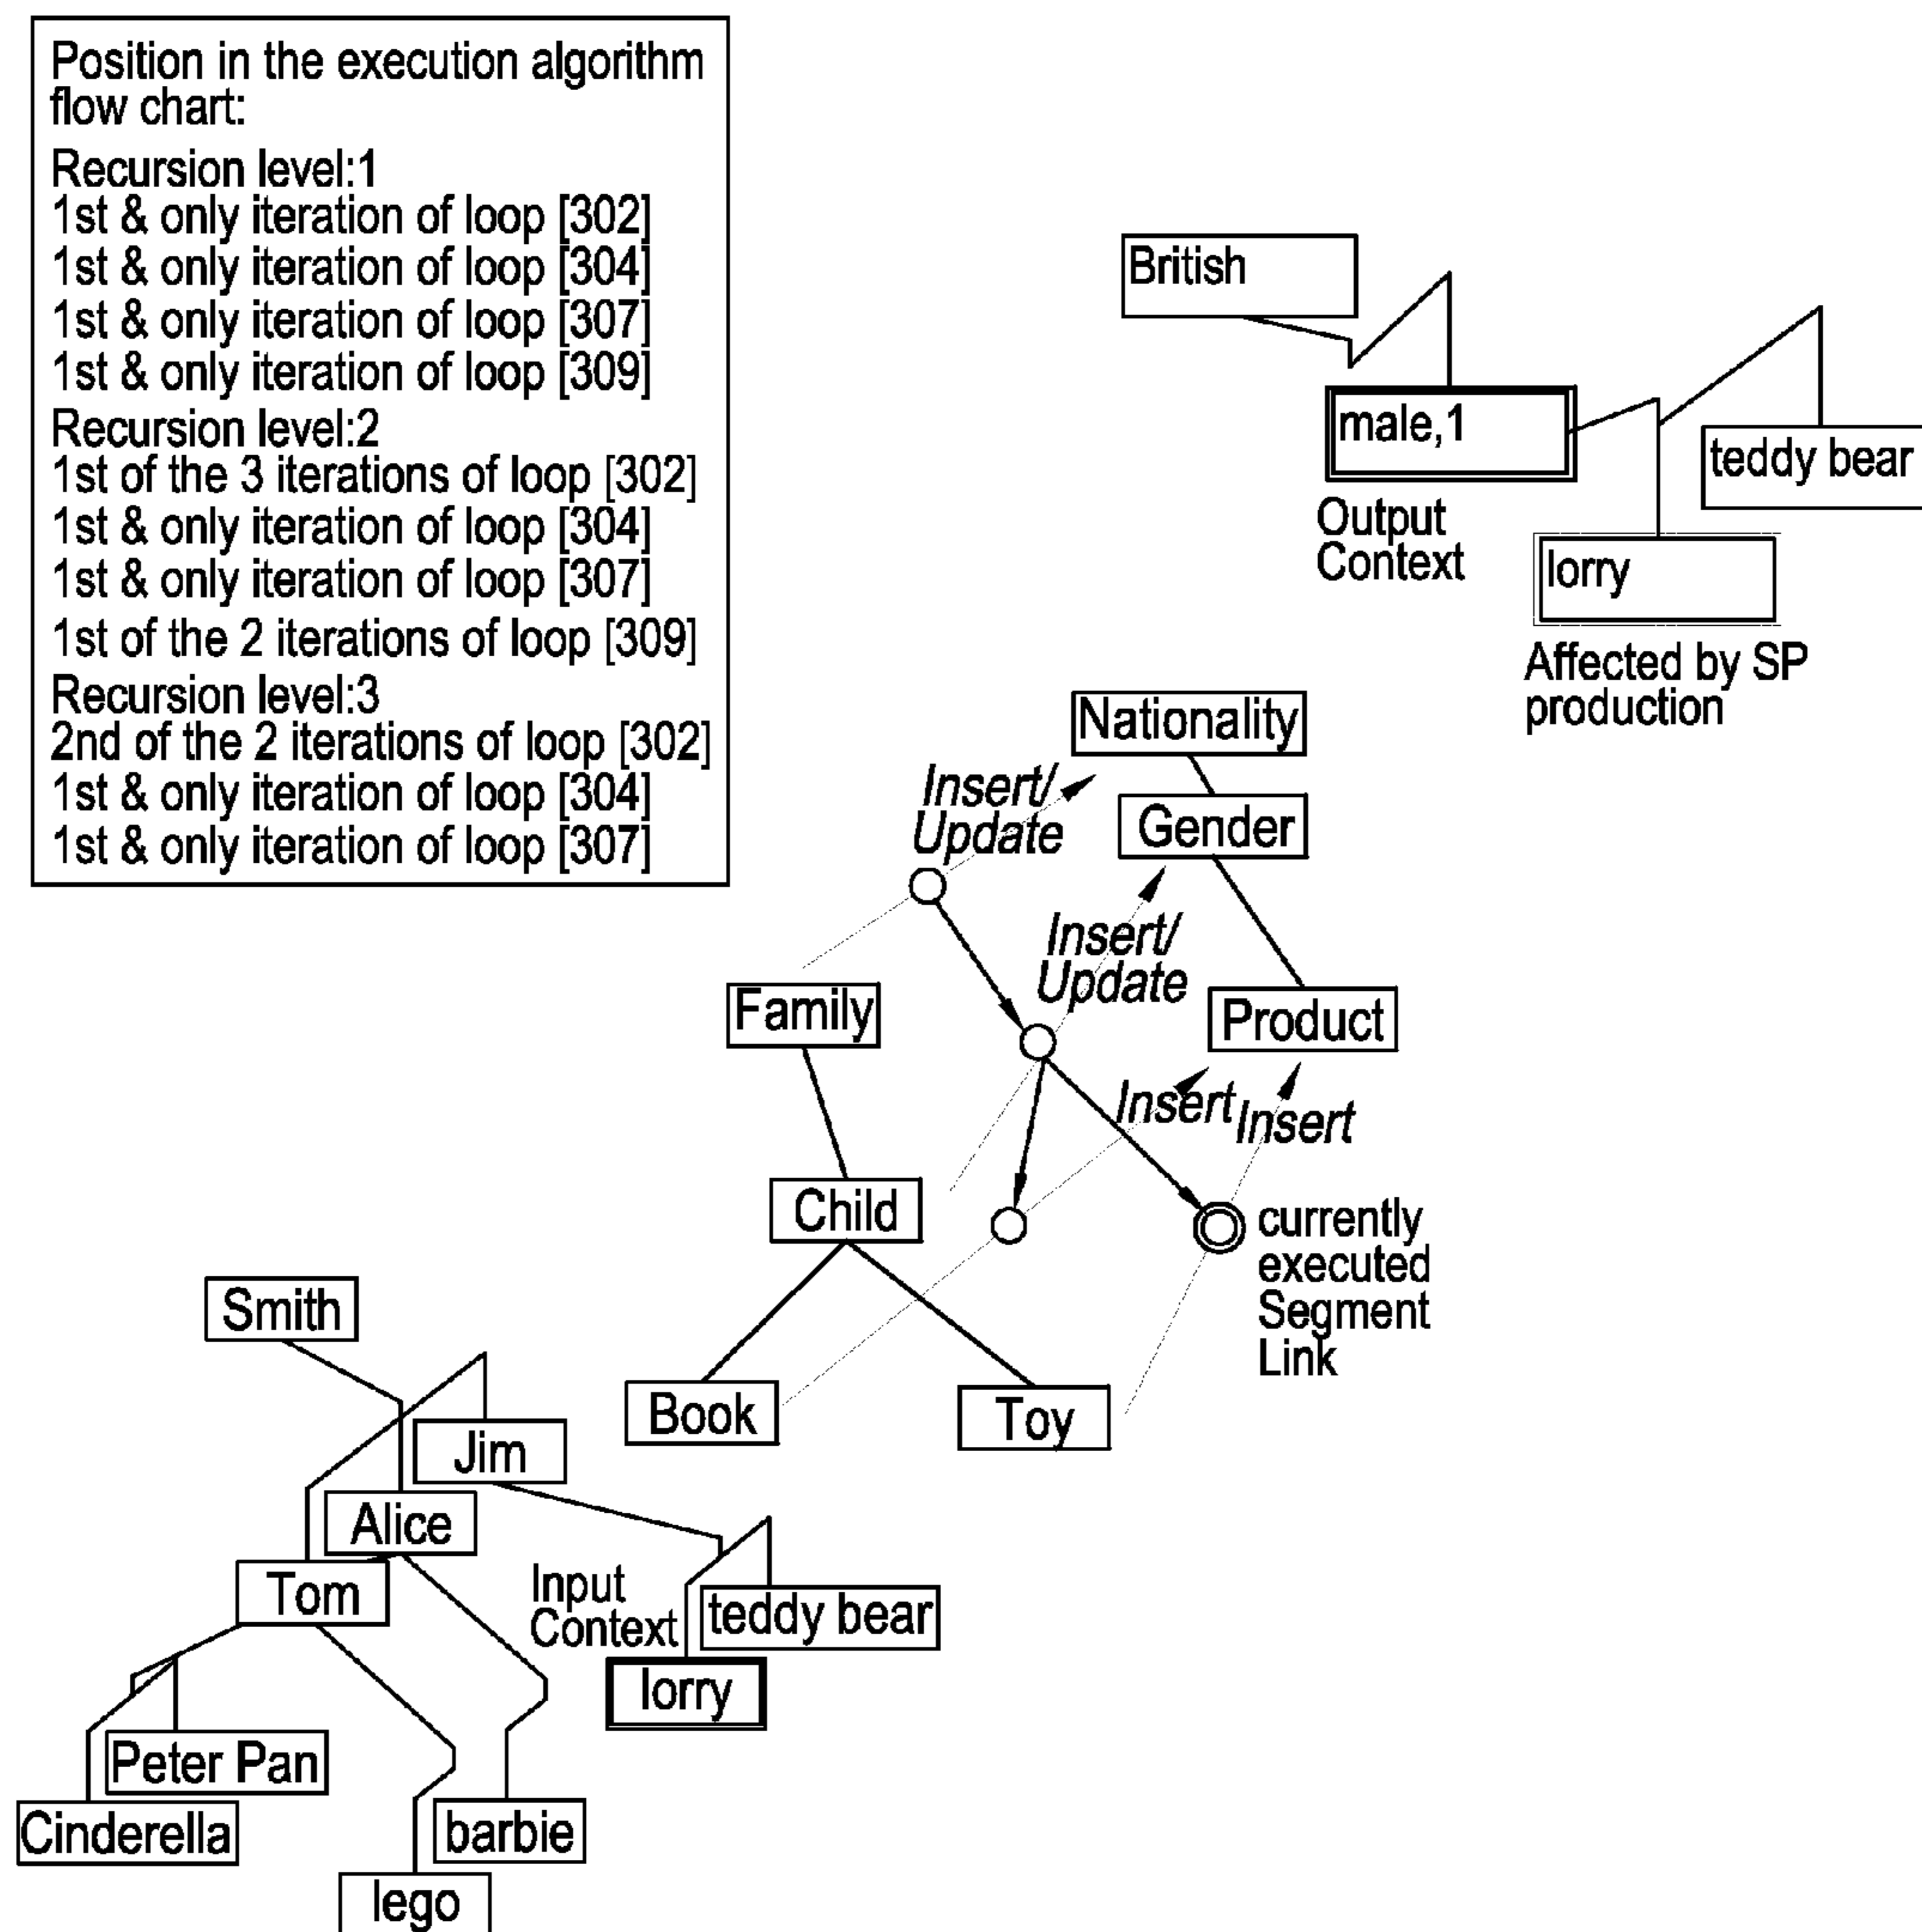 Position in the execution algorithm
flow chart:
Recursion level:1
1st & only iteration of loop [302]
1st & only iteration of loop [304]
1st & only iteration of loop [307]
1st & only iteration of loop [309]
Recursion level:2
1st of the 3 iterations of loop [302]
1st & only iteration of loop [304]
1st & only iteration of loop [307]
1st of the 2 iterations of loop [309]
Recursion level:3
2nd of the 2 iterations of loop [302]
1st & only iteration of loop [304]
1st & only iteration of loop [307]
British
male,1
teddy bear
Output
Context
lorry
Affected by SP
production
Nationality
Insert/
Update
Gender
Insert/
Update
Family
Product
Insert
Insert
Child
currently
executed
Segment
Link
Book
Toy
Smith
Jim
Alice
Tom
Input
Context
teddy bear
lorry
Peter Pan
Cinderella
barbie
lego